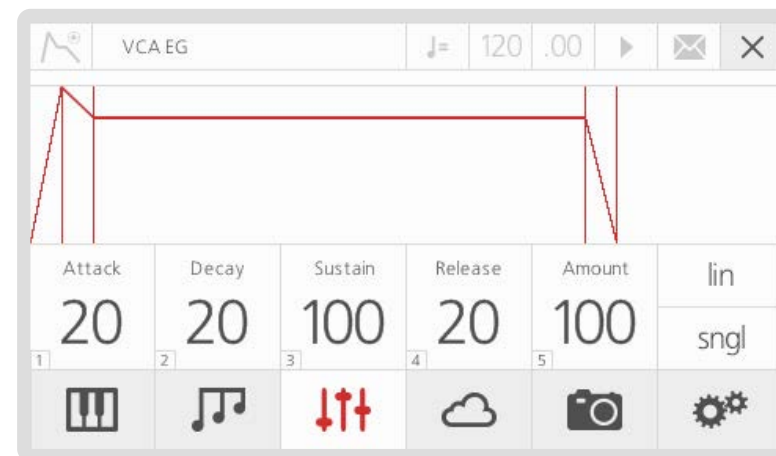 VCA EG ♩= 120 .00
Attack Decay Sustain Release Amount lin
20 20 100 20 100 sngl
1 2 3 4 5